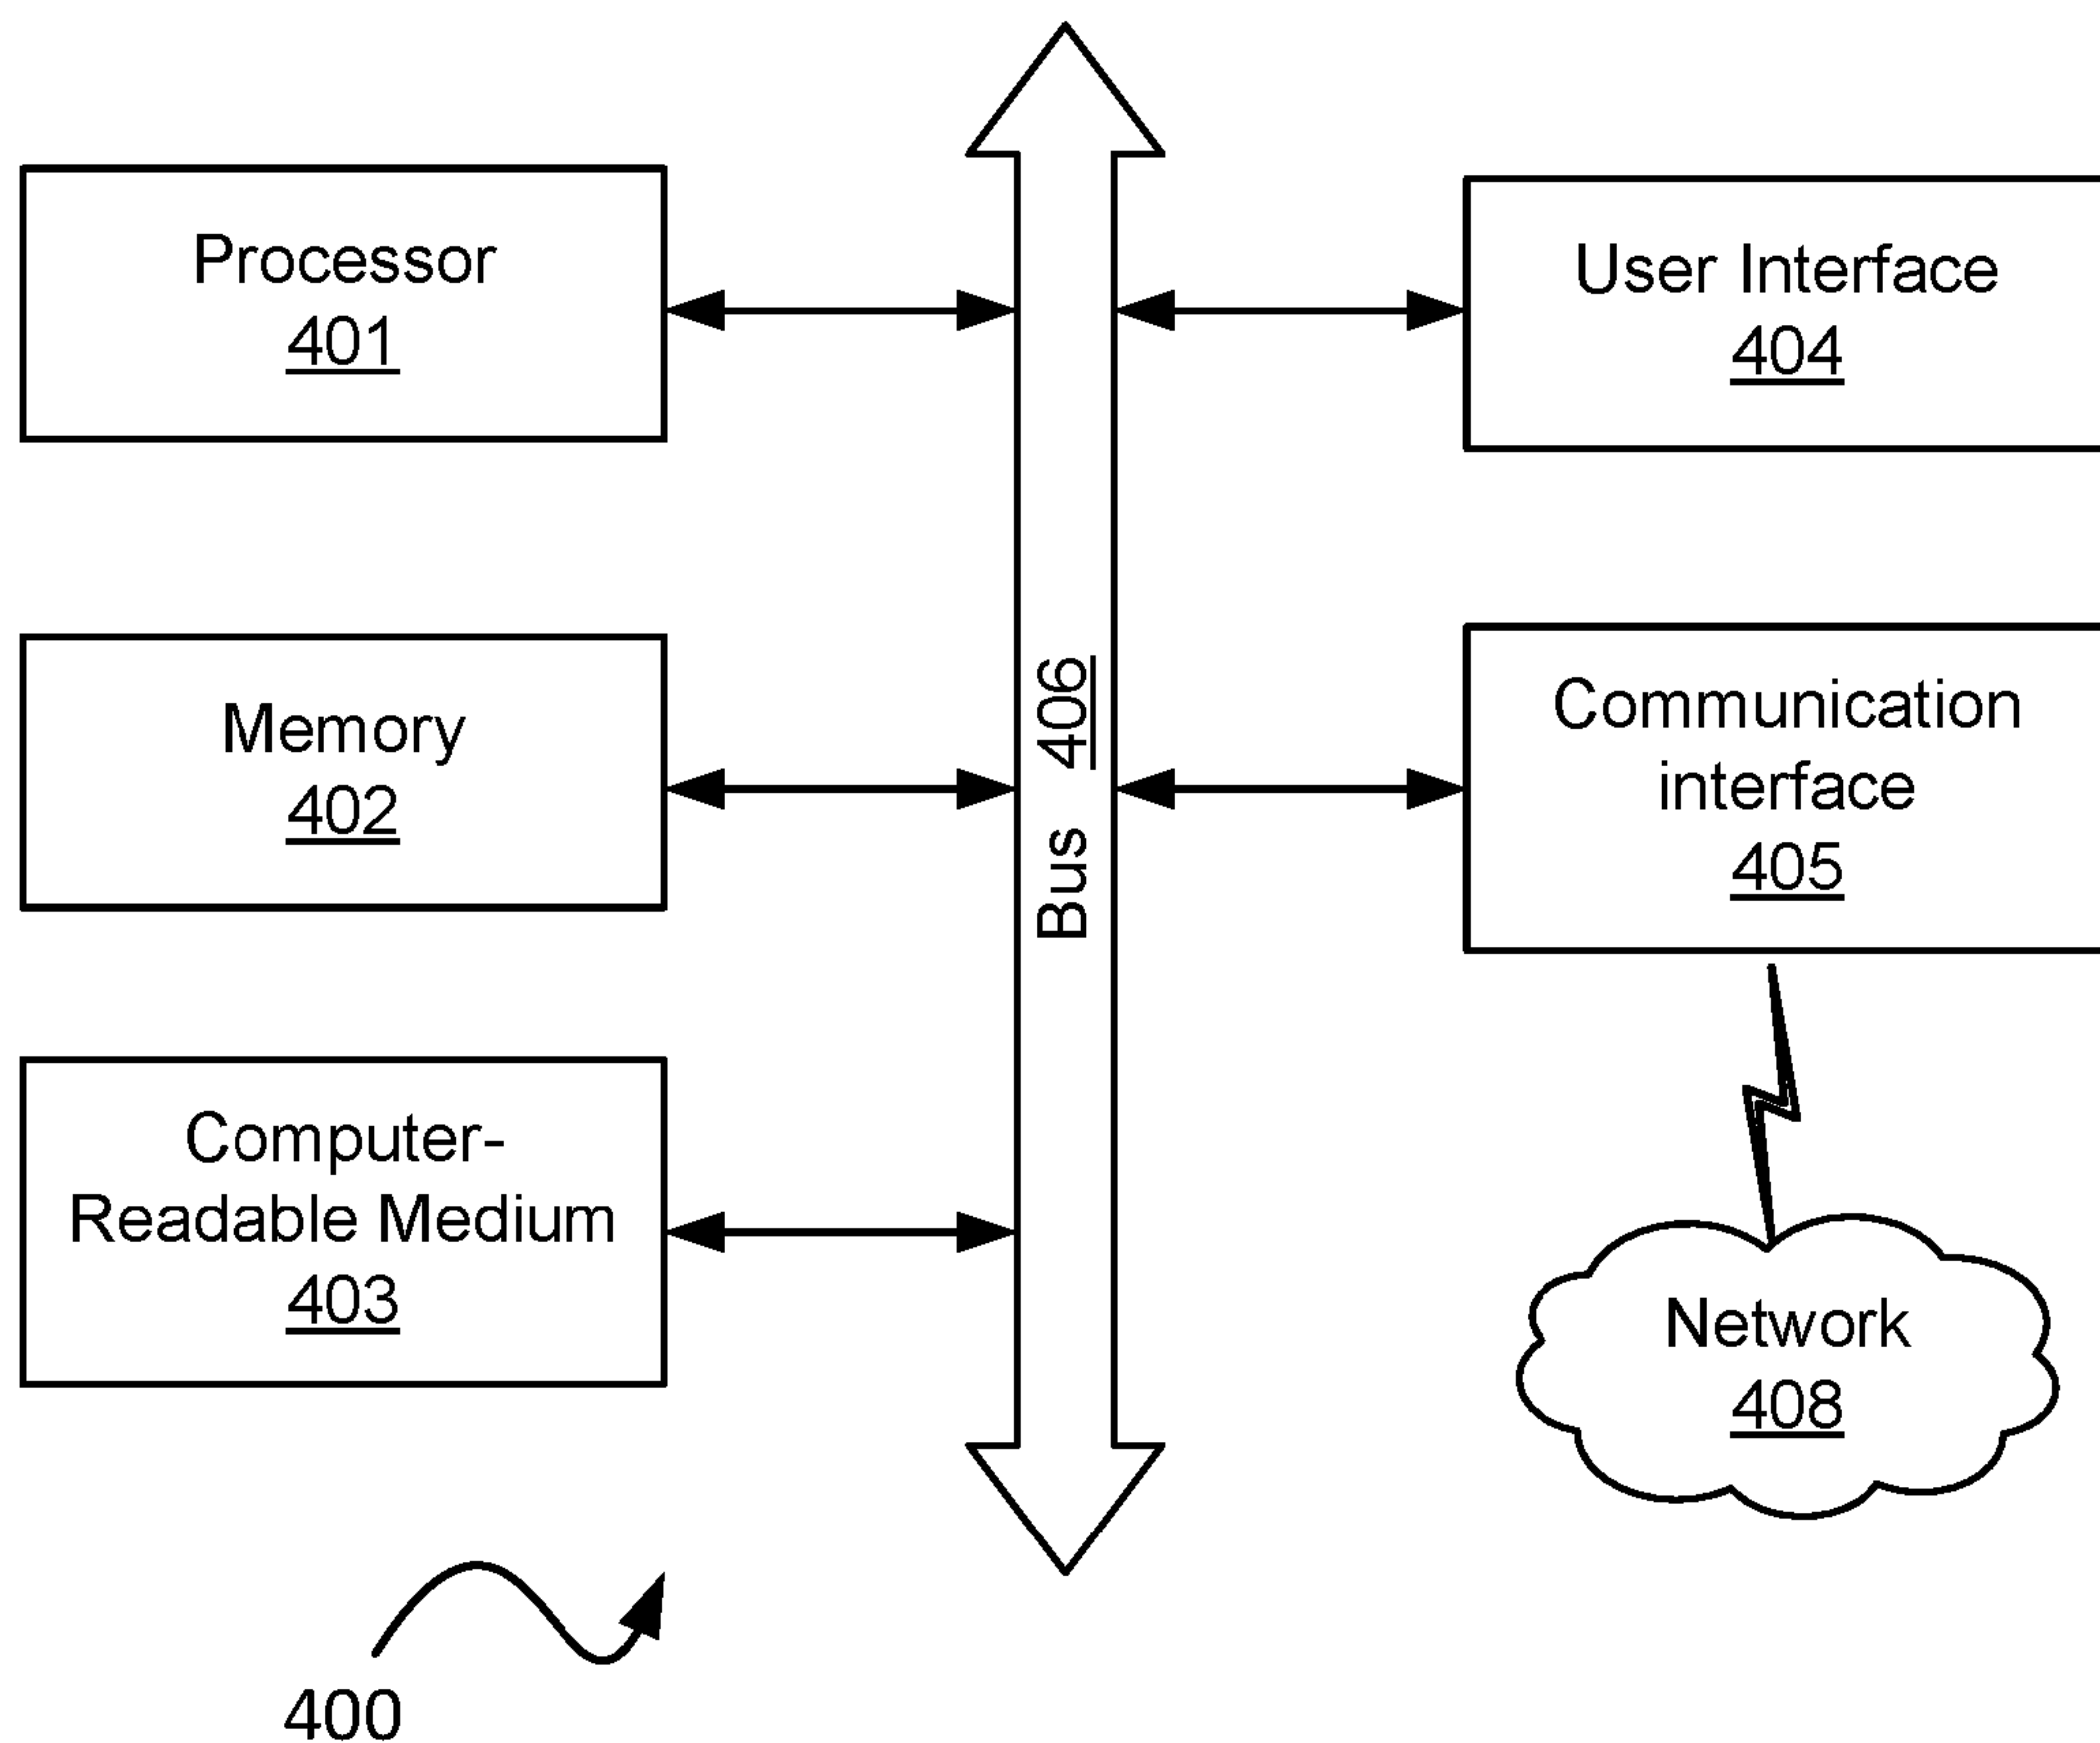 Processor
401
Memory
402
Computer-
Readable Medium
403
Bus 406
User Interface
404
Communication
interface
405
Network
408
400